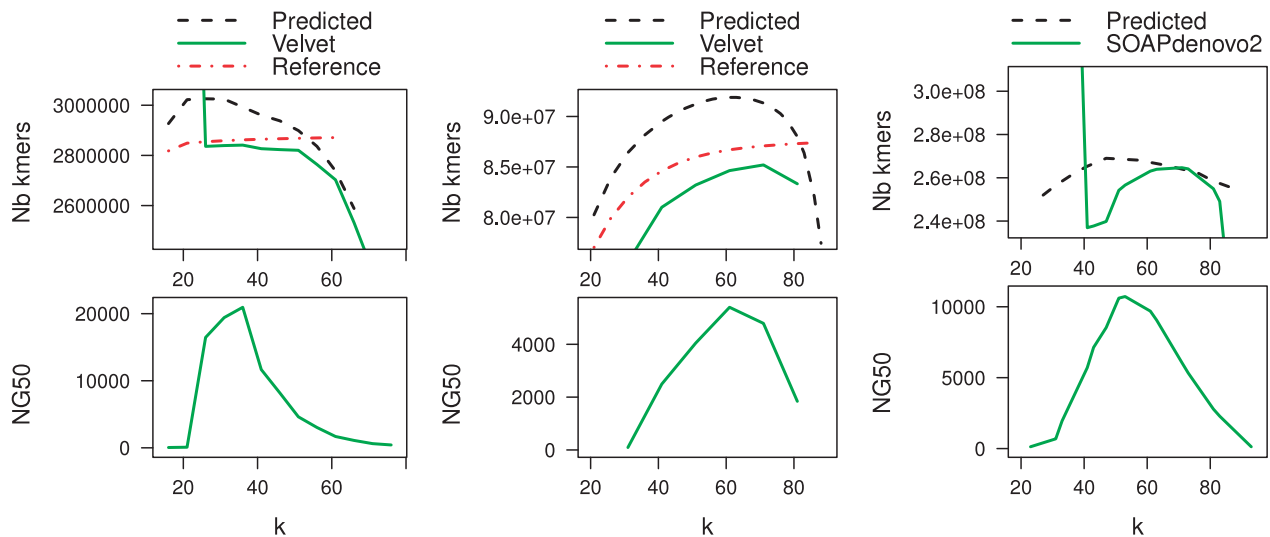 Predicted
Velvet
Reference
Nb kmers
3000000
2800000
2600000
20 40 60
NG50
20000
10000
0
20 40 60
k
Predicted
Velvet
Reference
Nb kmers
9.0e+07
8.5e+07
8.0e+07
20 40 60 80
NG50
4000
2000
0
20 40 60 80
k
Predicted
SOAPdenovo2
Nb kmers
3.0e+08
2.8e+08
2.6e+08
2.4e+08
20 40 60 80
NG50
10000
5000
0
20 40 60 80
k